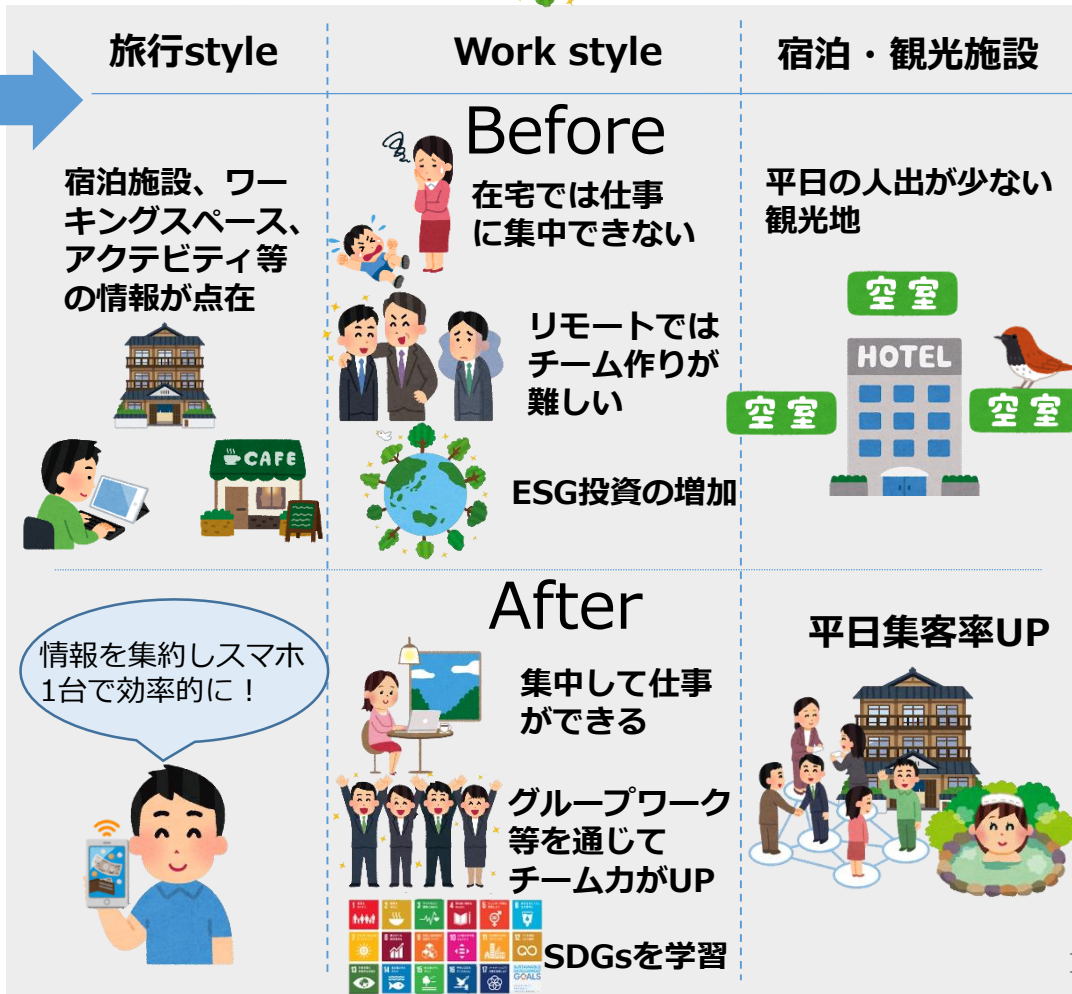 旅行style
Work style
宿泊・観光施設
Before
宿泊施設、ワー
キングスペース、
アクテビティ等
の情報が点在
CAFE
在宅では仕事
に集中できない
リモートでは
チーム作りが
難しい
ESG投資の増加
平日の人出が少ない
観光地
空室
HOTEL
空室
空室
After
情報を集約しスマホ
1台で効率的に！
集中して仕事
ができる
グループワーク
等を通じて
チーム力がUP
SDGsを学習
平日集客率UP